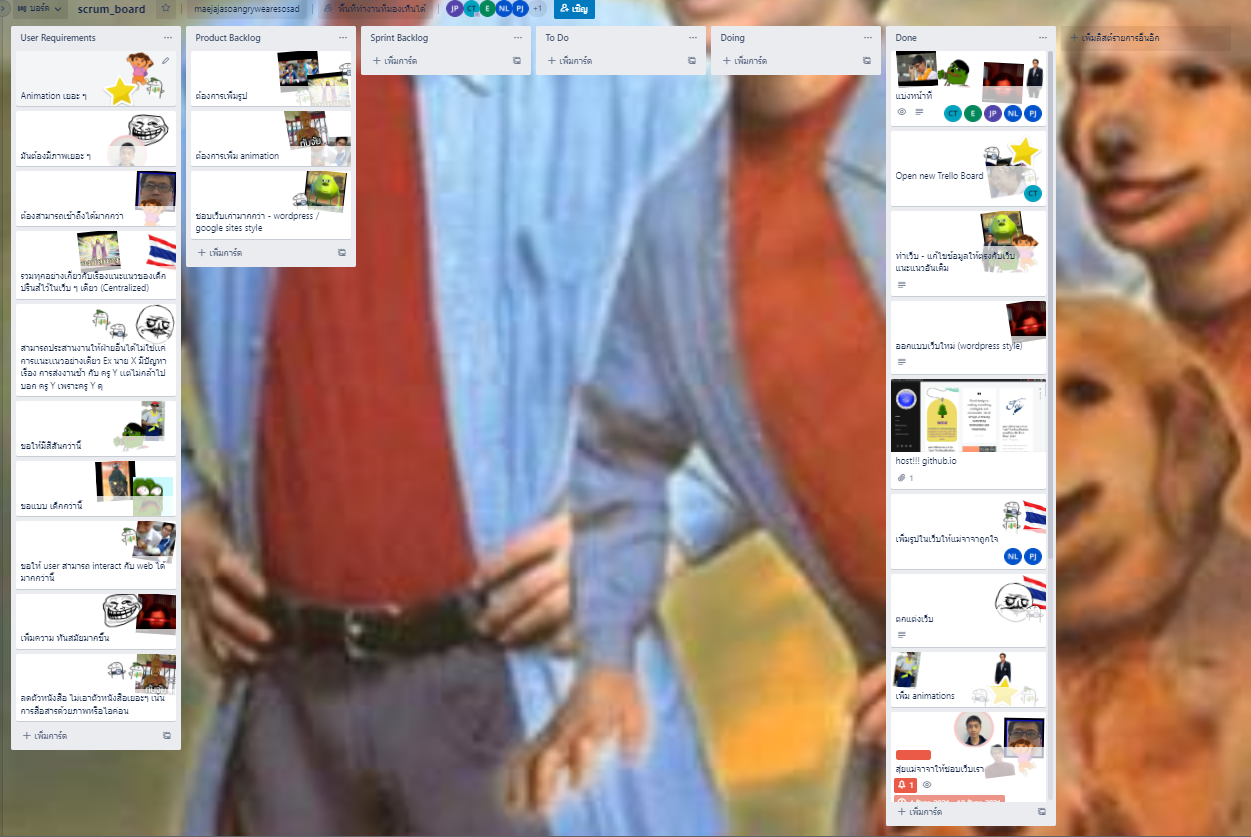 บอร์ด
scrum_board
maejajasoangrywearesosad
พื้นที่ทำงานที่มองเห็นได้
JP
CT
E
NL
PJ
+1
เชิญ
User Requirements
Animation เยอะ ๆ
มันต้องมีภาพเยอะ ๆ
ต้องสามารถเข้าถึงได้มากกว่า
รวมทุกอย่างเกี่ยวกับเรื่องแนะแนวของเด็ก
ปรินส์ไว้ในเว็บ ๆ เดียว (Centralized)
สามารถประสานงานให้ฝ่ายอื่นได้ไม่ใช่แค่
การแนะแนวอย่างเดียว Ex นาย X มีปัญหา
เรื่อง การส่งงานช้า กับ ครู Y แต่ไม่กล้าไป
บอก ครู Y เพราะครู Y ดุ
ขอให้มีสีสันกว่านี้
ขอแบบ เด็กกว่านี้
ขอให้ user สามารถ interact กับ web ได้
มากกว่านี้
เพิ่มความ ทันสมัยมากขึ้น
ลดตัวหนังสือ ไม่เอาตัวหนังสือเยอะๆ เน้น
การสื่อสารด้วยภาพหรือไอคอน
เพิ่มการ์ด
Product Backlog
ต้องการเพิ่มรูป
ต้องการเพิ่ม animation
ชอบเว็บเก่ามากกว่า - wordpress /
google sites style
เพิ่มการ์ด
Sprint Backlog
เพิ่มการ์ด
To Do
เพิ่มการ์ด
Doing
เพิ่มการ์ด
Done
แบ่งหน้าที่
CT
E
JP
NL
PJ
Open new Trello Board
CT
ทำเว็บ - แก้ไขข้อมูลให้ตรงกับเว็บ
แนะแนวอันเดิม
ออกแบบเว็บใหม่ (wordpress style)
host!!! github.io
1
เพิ่มรูปในเว็บให้แม่จาจาถูกใจ
NL
PJ
ตกแต่งเว็บ
เพิ่ม animations
สุ่ยแม่จาจาให้ชอบเว็บเรา
1
เพิ่มการ์ด
เพิ่มลิสต์รายการอื่นอีก